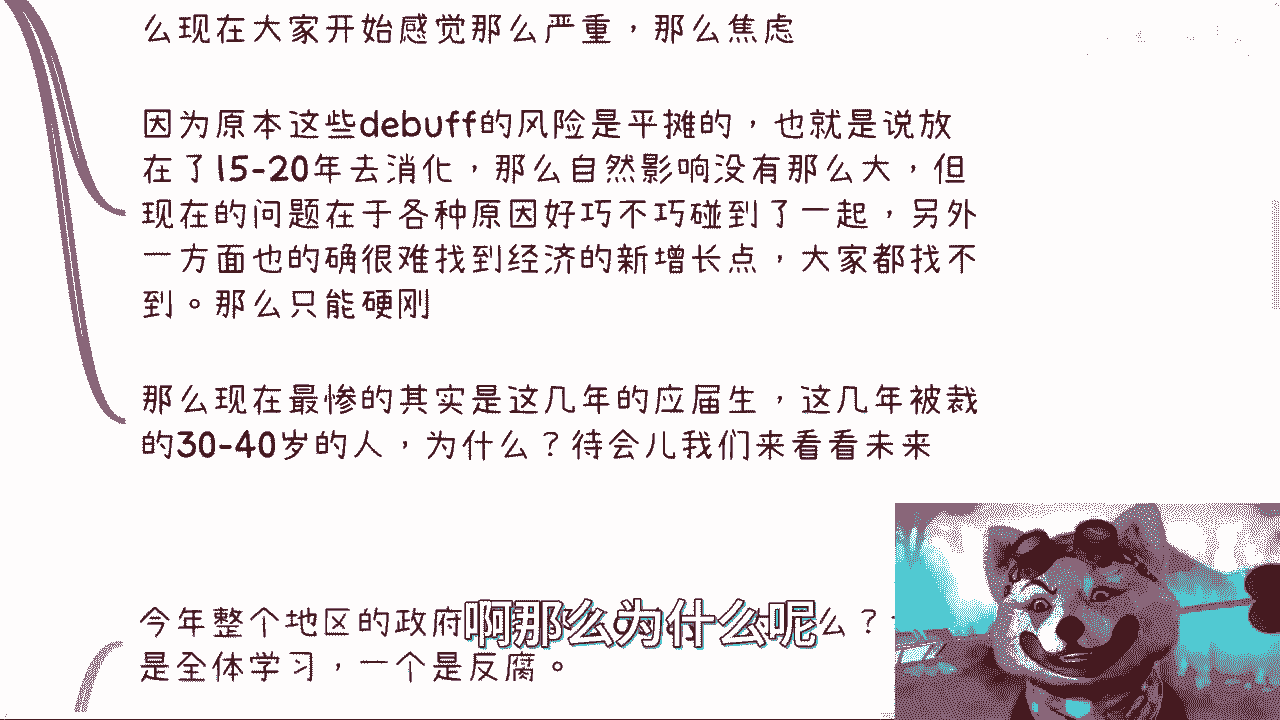 么现在大家开始感觉那么严重，那么焦虑
因为原本这些debuff的风险是平摊的，也就是说放
在了15-20年去消化，那么自然影响没有那么大，但
现在的问题在于各种原因好巧不巧碰到了一起，另外
一方面也的确很难找到经济的新增长点，大家都找不
到。那么只能硬刚
那么现在最惨的其实是这几年的应届生，这几年被裁
的30-40岁的人，为什么？待会儿我们来看看未来
今年整个地区的政府
么？
啊那么为什么呢
是全体学习，一个是反腐。